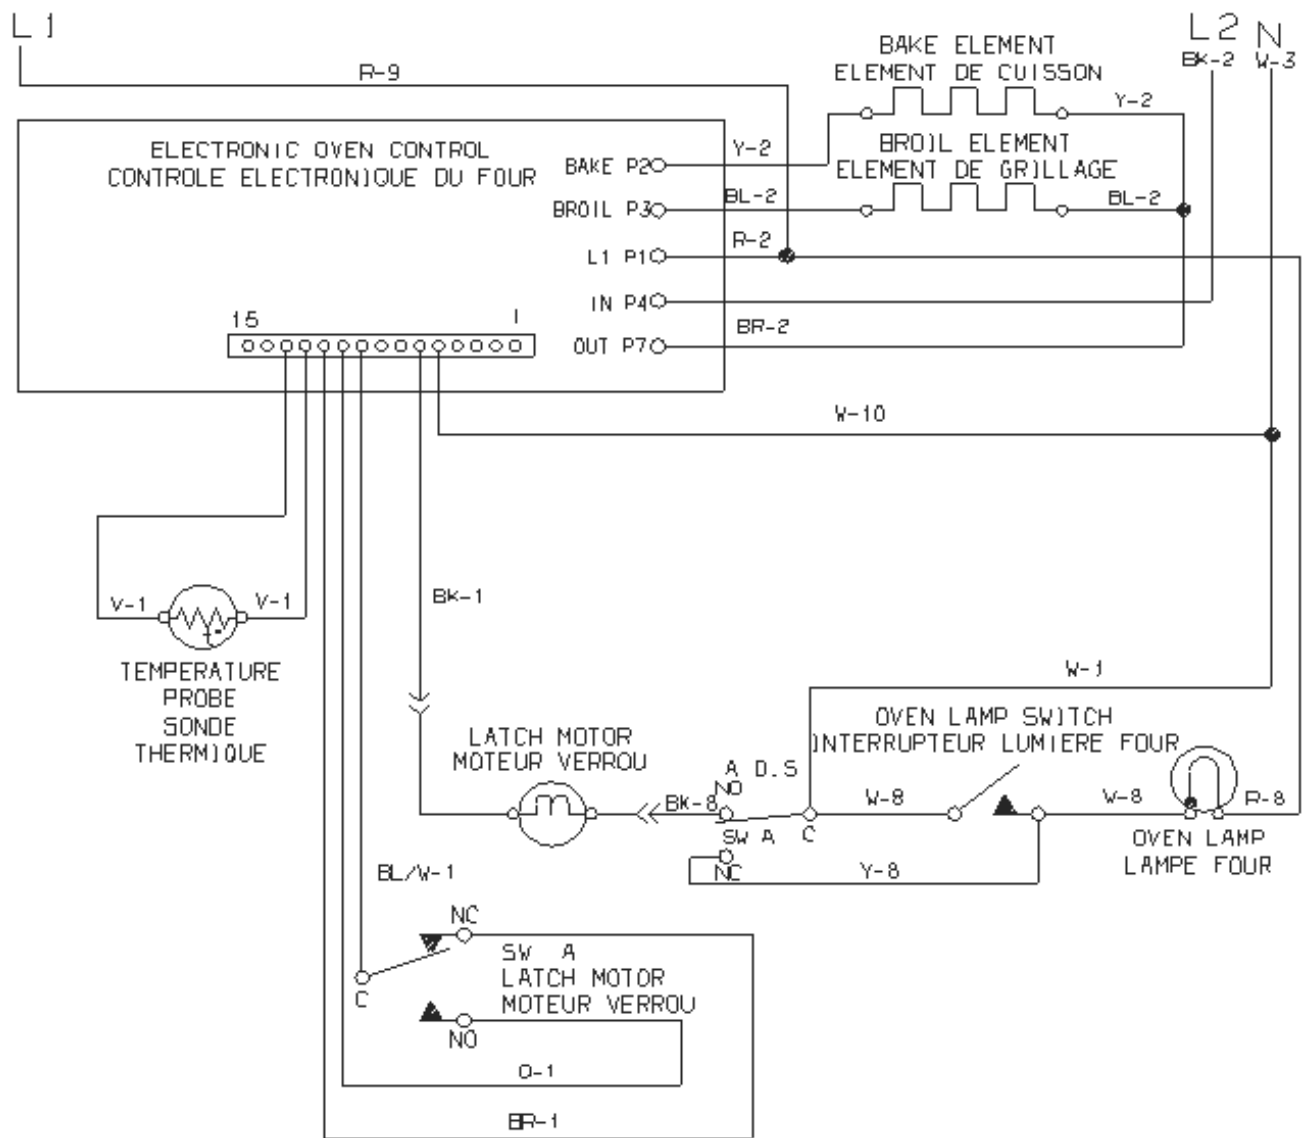 L1
L2 N
BK-2 W-3
R-9
BAKE ELEMENT
ELEMENT DE CUISSON
Y-2
ELECTRONIC OVEN CONTROL
CONTROLE ELECTRONIQUE DU FOUR
BAKE P2
Y-2
BROIL ELEMENT
ELEMENT DE GRILLAGE
BROIL P3
BL-2
BL-2
L1 P1
R-2
IN P4
15
1
OUT P7
BR-2
W-10
V-1
V-1
BK-1
TEMPERATURE
PROBE
SONDE
THERMIQUE
W-1
LATCH MOTOR
MOTEUR VERROU
OVEN LAMP SWITCH
INTERRUPTEUR LUMIERE FOUR
A D.S
NO
BK-8
W-8
W-8
R-8
SW A
C
NC
Y-8
OVEN LAMP
LAMPE FOUR
BL/W-1
NC
C
SW A
LATCH MOTOR
MOTEUR VERROU
NO
O-1
BR-1